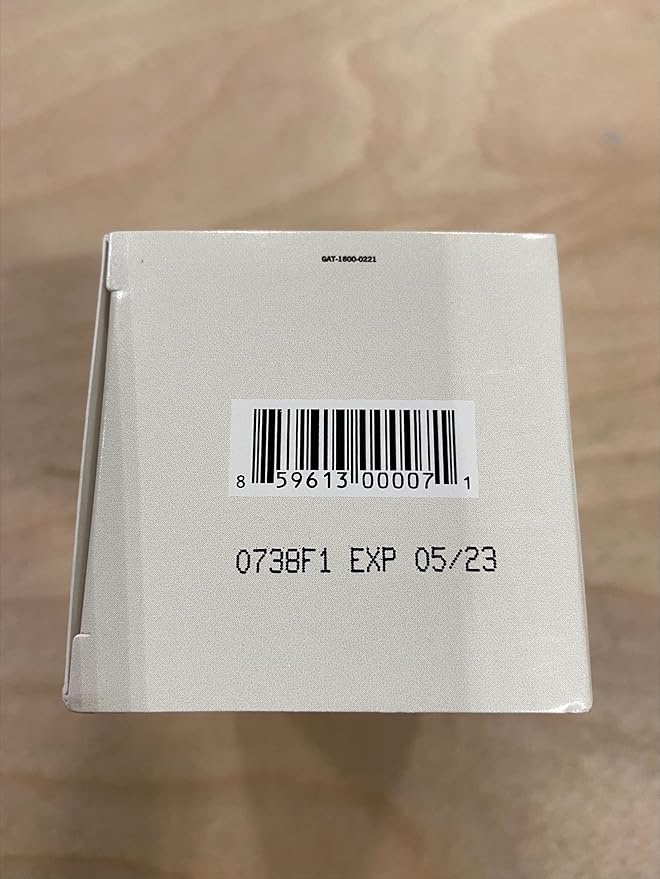 GAT-1600-0221
8 59613 00007 1
0738F1 EXP 05/23